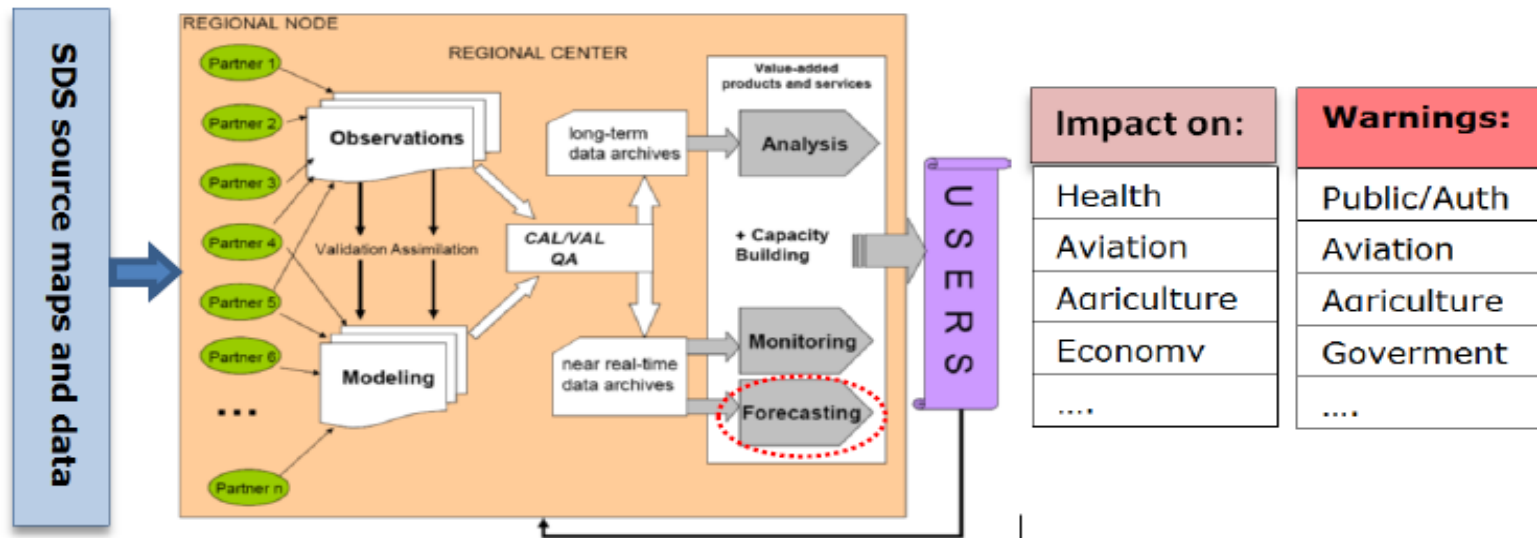 SDS source maps and data
REGIONAL NODE
REGIONAL CENTER
Partner 1
Partner 2
Partner 3
Partner 4
Partner 5
Partner 6
...
Partner n
Observations
Validation Assimilation
Modeling
CAL/VAL
QA
long-term
data archives
near real-time
data archives
Value-added
products and services
Analysis
+ Capacity
Building
Monitoring
Forecasting
USERS
Impact on:
Health
Aviation
Agriculture
Economy
....
Warnings:
Public/Auth
Aviation
Agriculture
Goverment
....